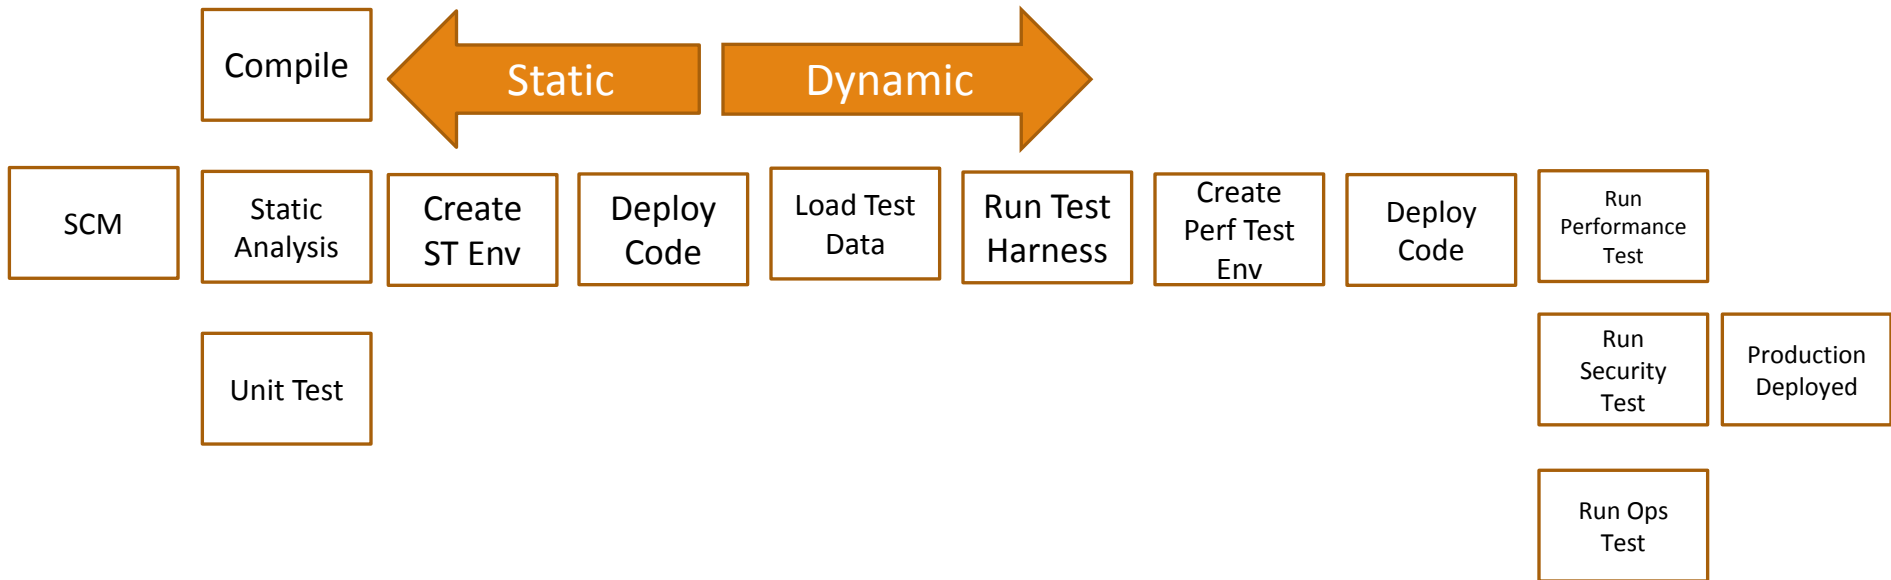 Compile
Static
Dynamic
SCM
Static
Analysis
Create
ST Env
Deploy
Code
Load Test
Data
Run Test
Harness
Create
Perf Test
Env
Deploy
Code
Run
Performance
Test
Unit Test
Run
Security
Test
Production
Deployed
Run Ops
Test